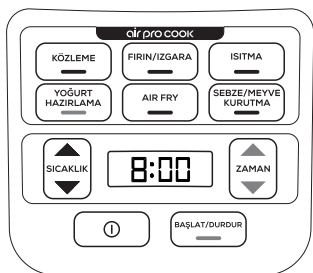 air pro cook
KÖZLEME
FIRIN/IZGARA
ISITMA
YOĞURT
HAZIRLAMA
AIR FRY
SEBZE/MEYVE
KURUTMA
SICAKLIK
8:00
ZAMAN
BAŞLAT/DURDUR